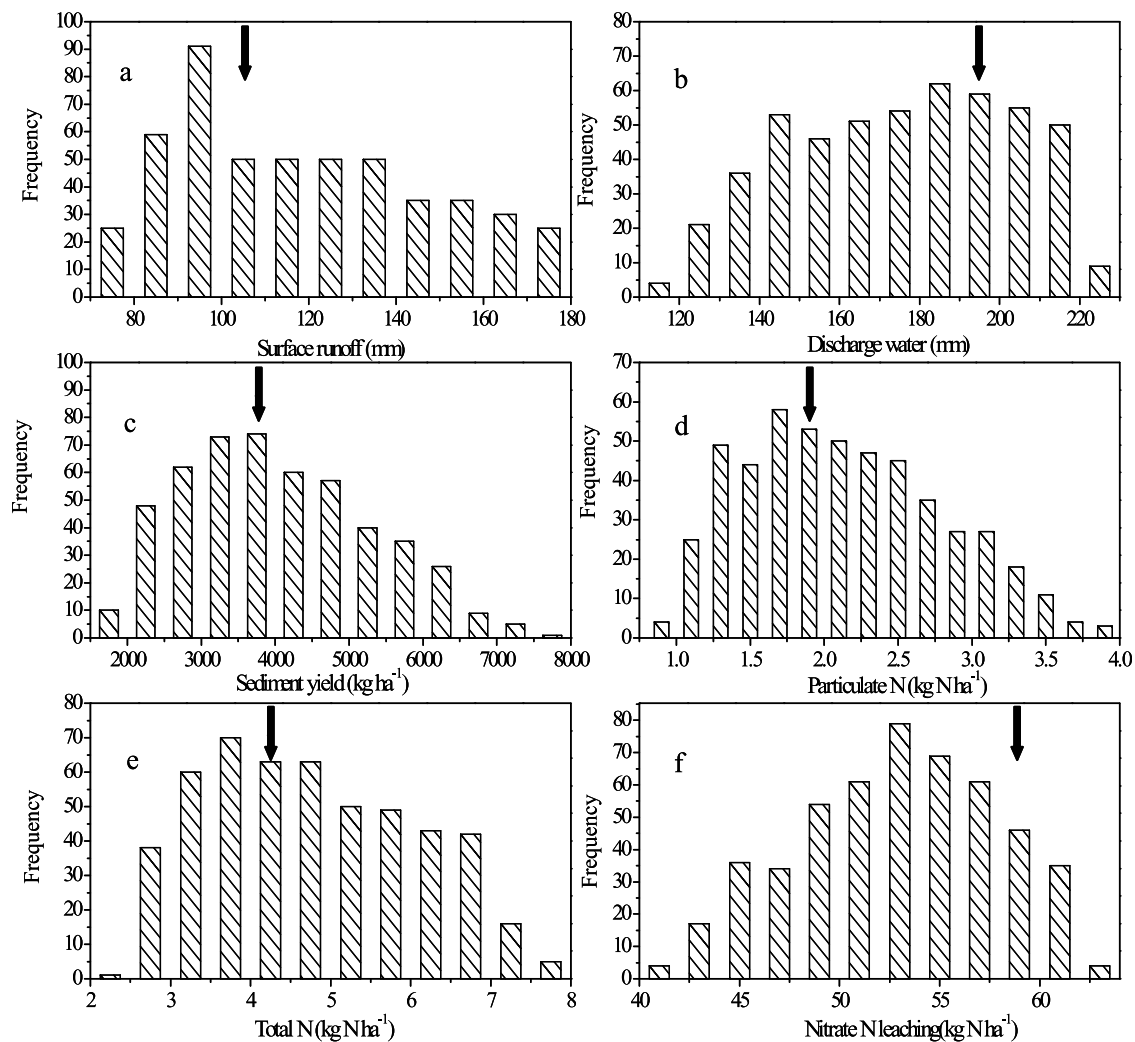 100
90
80
70
60
50
40
30
20
10
0
Frequency
a
80 100 120 140 160 180
Surface runoff (mm)
80
70
60
50
40
30
20
10
0
Frequency
b
120 140 160 180 200 220
Discharge water (mm)
100
90
80
70
60
50
40
30
20
10
0
Frequency
c
2000 3000 4000 5000 6000 7000 8000
Sediment yield (kg ha⁻¹)
70
60
50
40
30
20
10
0
Frequency
d
1.0 1.5 2.0 2.5 3.0 3.5 4.0
Particulate N (kg N ha⁻¹)
80
70
60
50
40
30
20
10
0
Frequency
e
2 3 4 5 6 7 8
Total N (kg N ha⁻¹)
80
70
60
50
40
30
20
10
0
Frequency
f
40 45 50 55 60
Nitrate N leaching(kg N ha⁻¹)